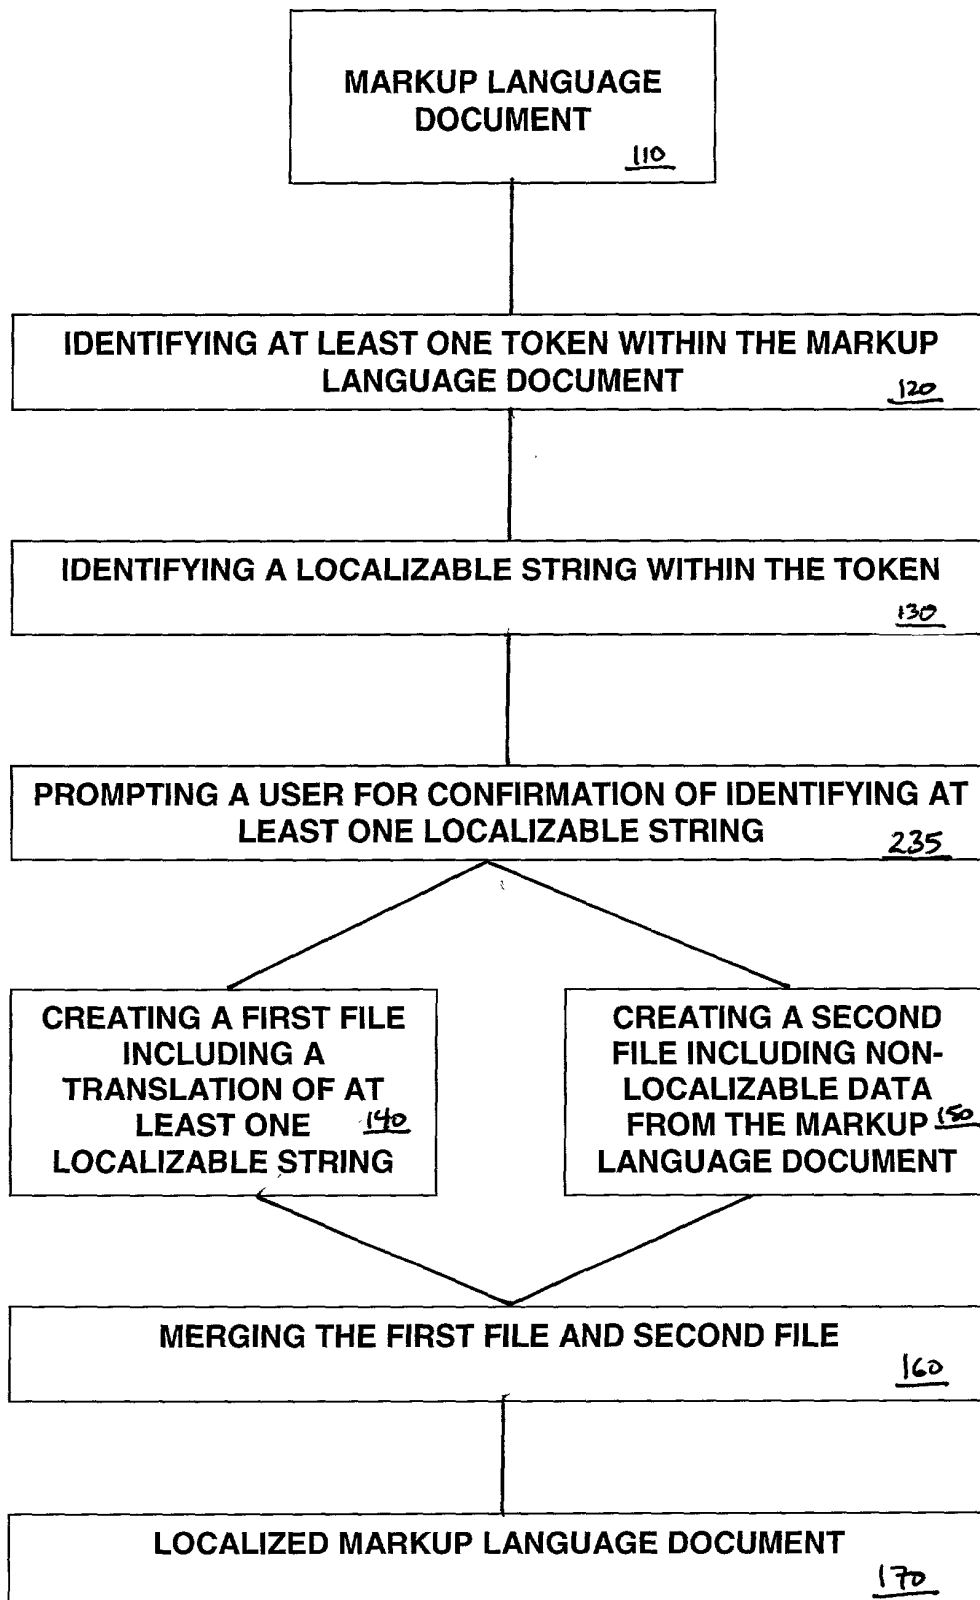 MARKUP LANGUAGE
DOCUMENT
110
IDENTIFYING AT LEAST ONE TOKEN WITHIN THE MARKUP
LANGUAGE DOCUMENT
120
IDENTIFYING A LOCALIZABLE STRING WITHIN THE TOKEN
130
PROMPTING A USER FOR CONFIRMATION OF IDENTIFYING AT
LEAST ONE LOCALIZABLE STRING
235
CREATING A FIRST FILE
INCLUDING A
TRANSLATION OF AT
LEAST ONE 140
LOCALIZABLE STRING
CREATING A SECOND
FILE INCLUDING NON-
LOCALIZABLE DATA
FROM THE MARKUP 150
LANGUAGE DOCUMENT
MERGING THE FIRST FILE AND SECOND FILE
160
LOCALIZED MARKUP LANGUAGE DOCUMENT
170